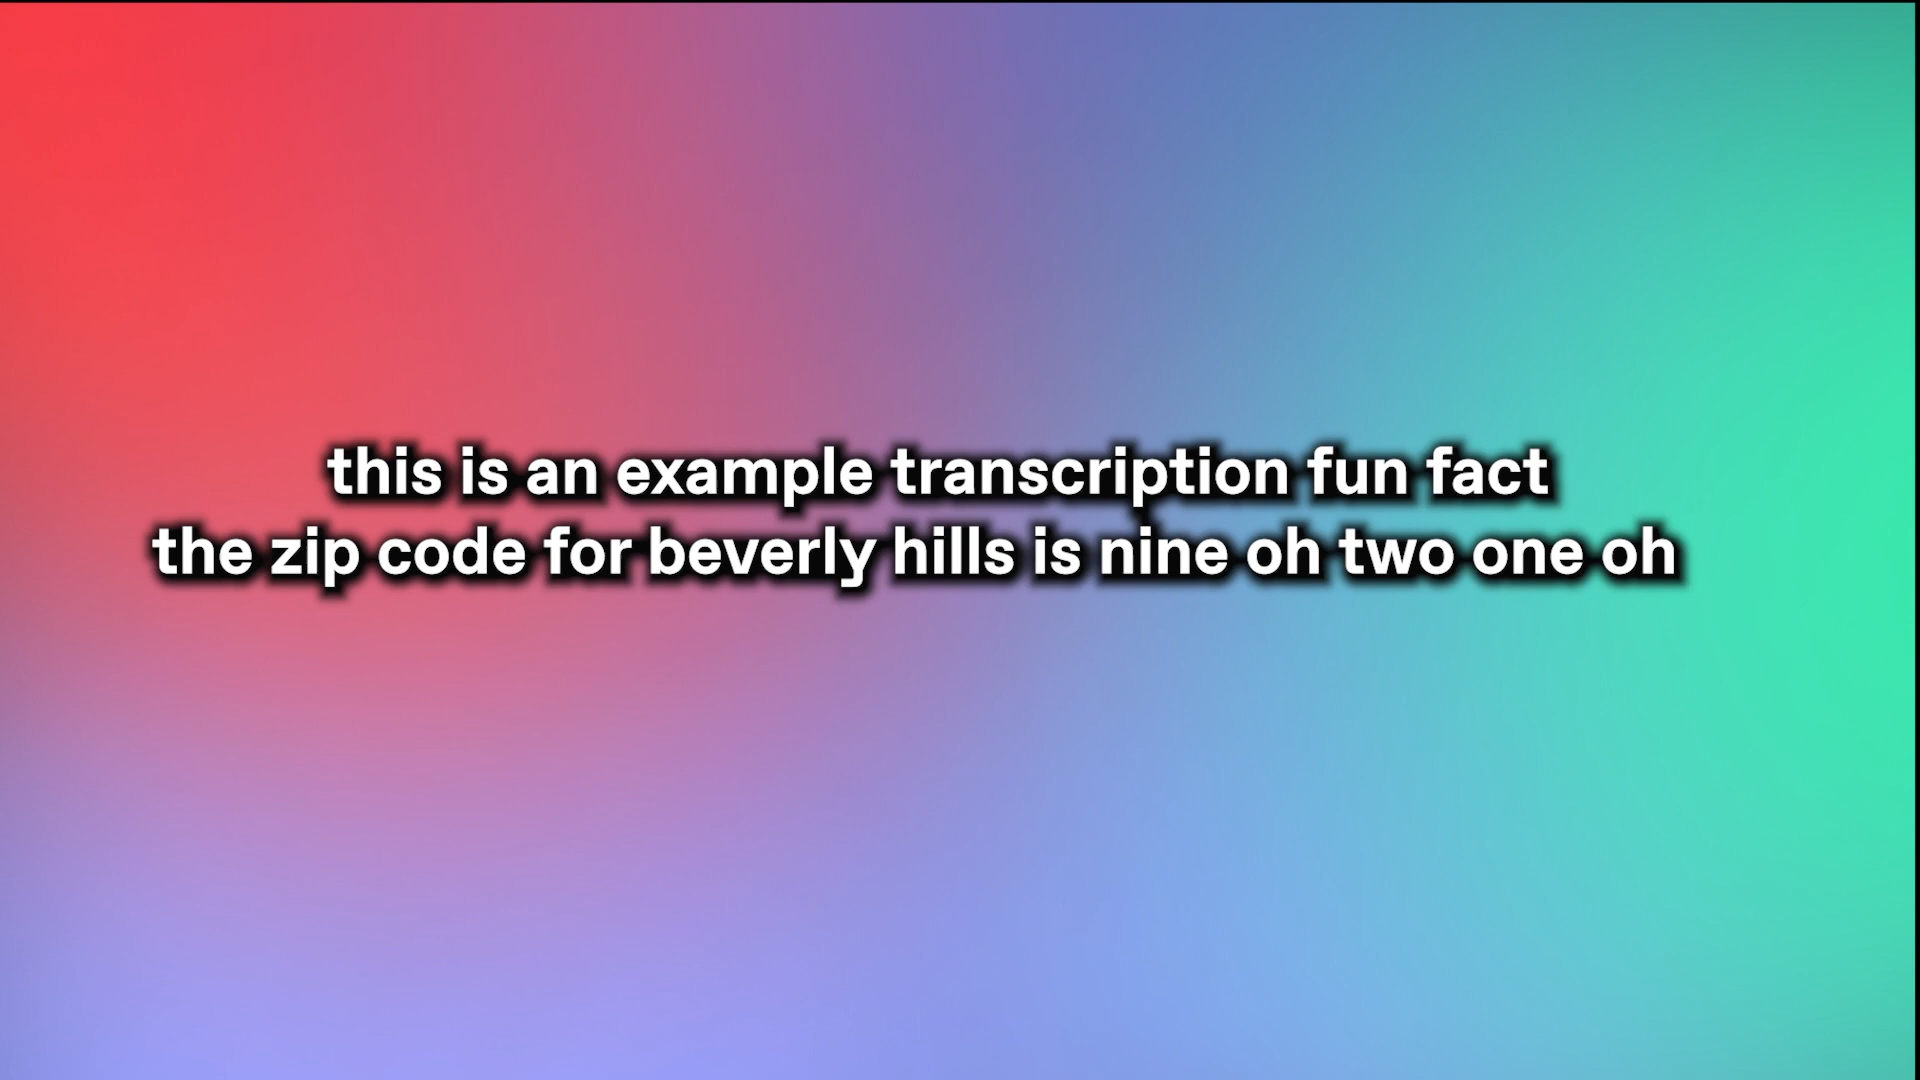 this is an example transcription fun fact
the zip code for beverly hills is nine oh two one oh